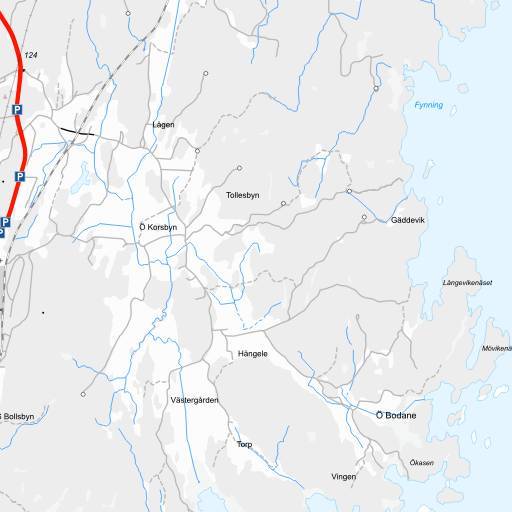 124
Fynning
P
Lågen
P
Tollesbyn
P
Gäddevik
Ö Korsbyn
P
Långevikenäset
Hängele
Mövikenä
Västergården
Ö Bodane
S Bollsbyn
Torp
Ökasen
Vingen